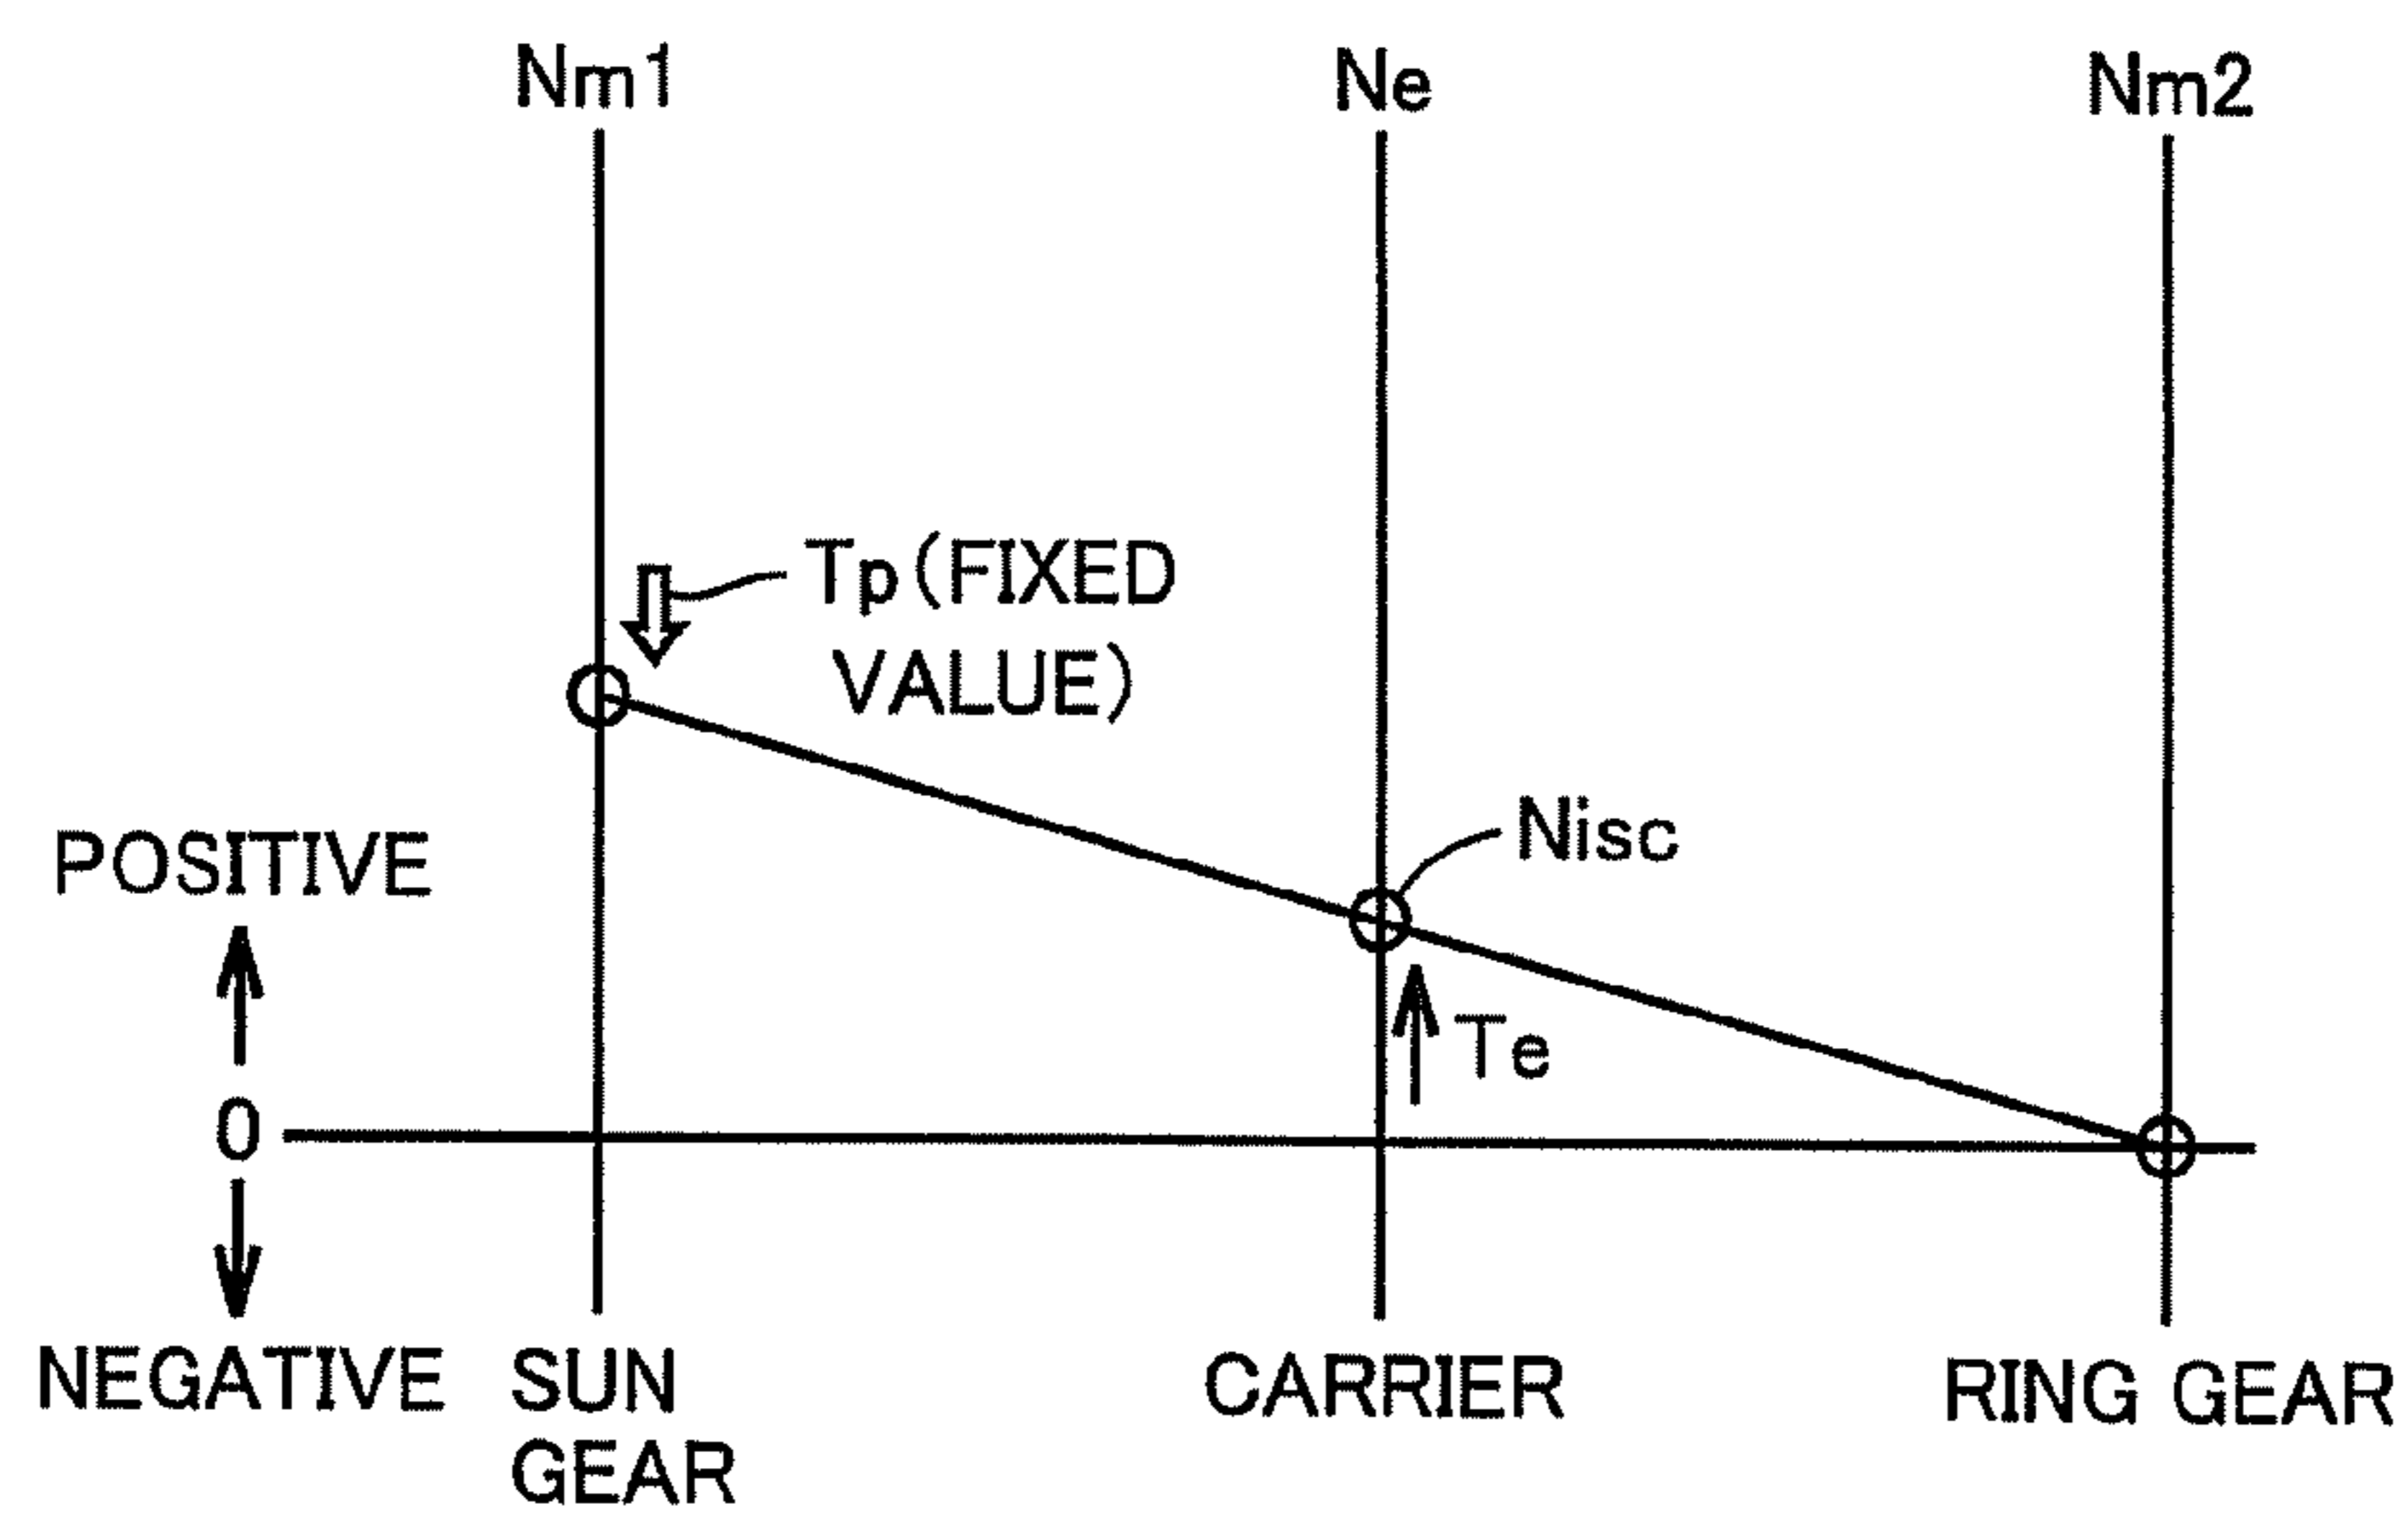 Nm1
Ne
Nm2
Tp(FIXED
VALUE)
Nisc
POSITIVE
Te
0
NEGATIVE
SUN
GEAR
CARRIER
RING GEAR